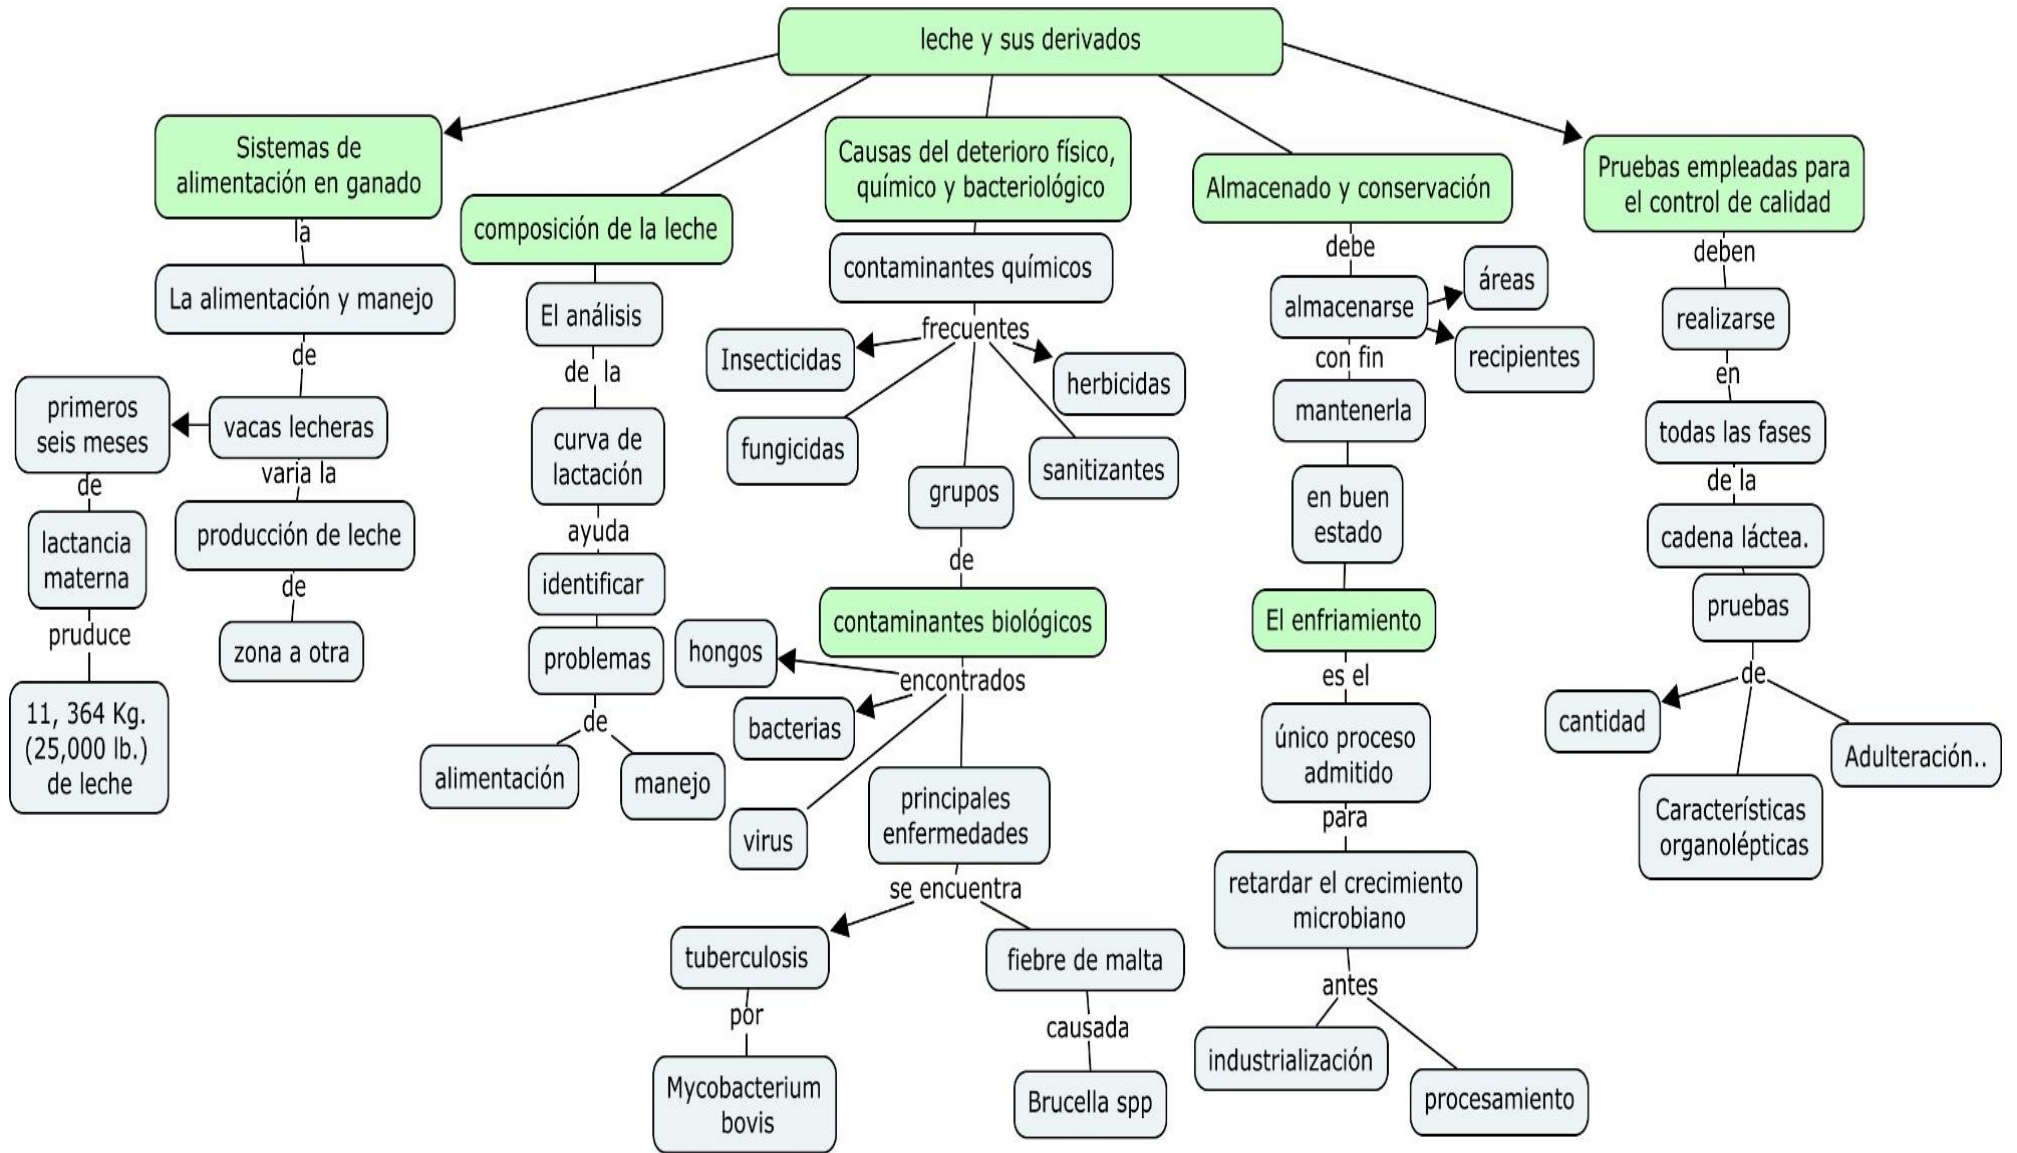 leche y sus derivados
Sistemas de
alimentación en ganado
la
La alimentación y manejo
de
vacas lecheras
primeros
seis meses
de
lactancia
materna
pruduce
11, 364 Kg.
(25,000 lb.)
de leche
varia la
producción de leche
de
zona a otra
composición de la leche
El análisis
de la
curva de
lactación
ayuda
identificar
problemas
de
alimentación
manejo
Causas del deterioro físico,
químico y bacteriológico
contaminantes químicos
frecuentes
Insecticidas
herbicidas
fungicidas
sanitizantes
grupos
de
contaminantes biológicos
encontrados
hongos
bacterias
virus
principales
enfermedades
se encuentra
tuberculosis
por
Mycobacterium
bovis
fiebre de malta
causada
Brucella spp
Almacenado y conservación
debe
almacenarse
áreas
recipientes
con fin
mantenerla
en buen
estado
El enfriamiento
es el
único proceso
admitido
para
retardar el crecimiento
microbiano
antes
industrialización
procesamiento
Pruebas empleadas para
el control de calidad
deben
realizarse
en
todas las fases
de la
cadena láctea.
pruebas
de
cantidad
Características
organolépticas
Adulteración..